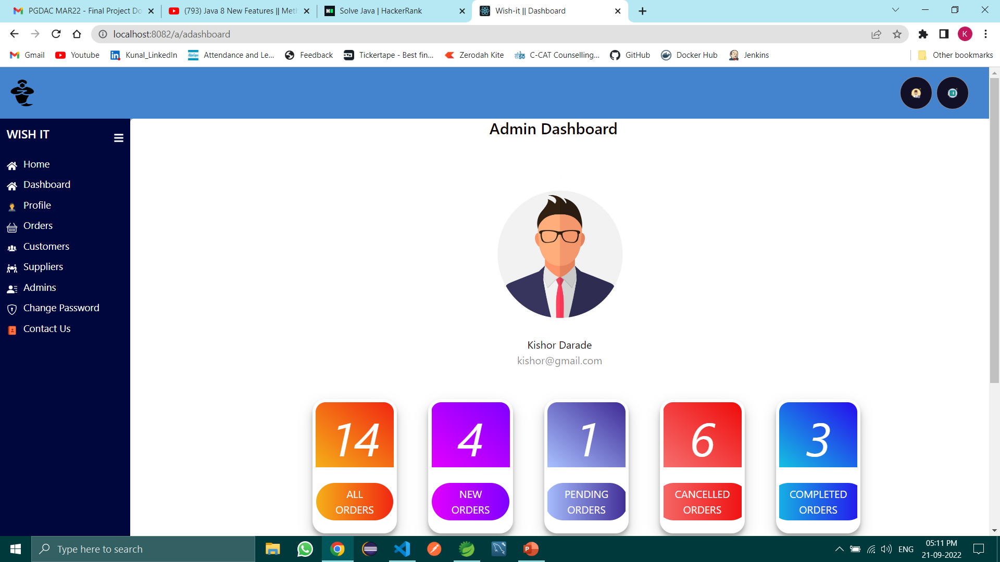 PGDAC MAR22 - Final Project Do
(793) Java 8 New Features || Meth
Solve Java | HackerRank
Wish-it || Dashboard
localhost:8082/a/adashboard
K
Gmail
Youtube
Kunal_LinkedIn
Attendance and Le...
Feedback
Tickertape - Best fin...
Zerodah Kite
C-CAT Counselling...
GitHub
Docker Hub
Jenkins
Other bookmarks
WISH IT
Home
Dashboard
Profile
Orders
Customers
Suppliers
Admins
Change Password
Contact Us
Admin Dashboard
Kishor Darade
kishor@gmail.com
14
ALL
ORDERS
4
NEW
ORDERS
1
PENDING
ORDERS
6
CANCELLED
ORDERS
3
COMPLETED
ORDERS
Type here to search
ENG
05:11 PM
21-09-2022